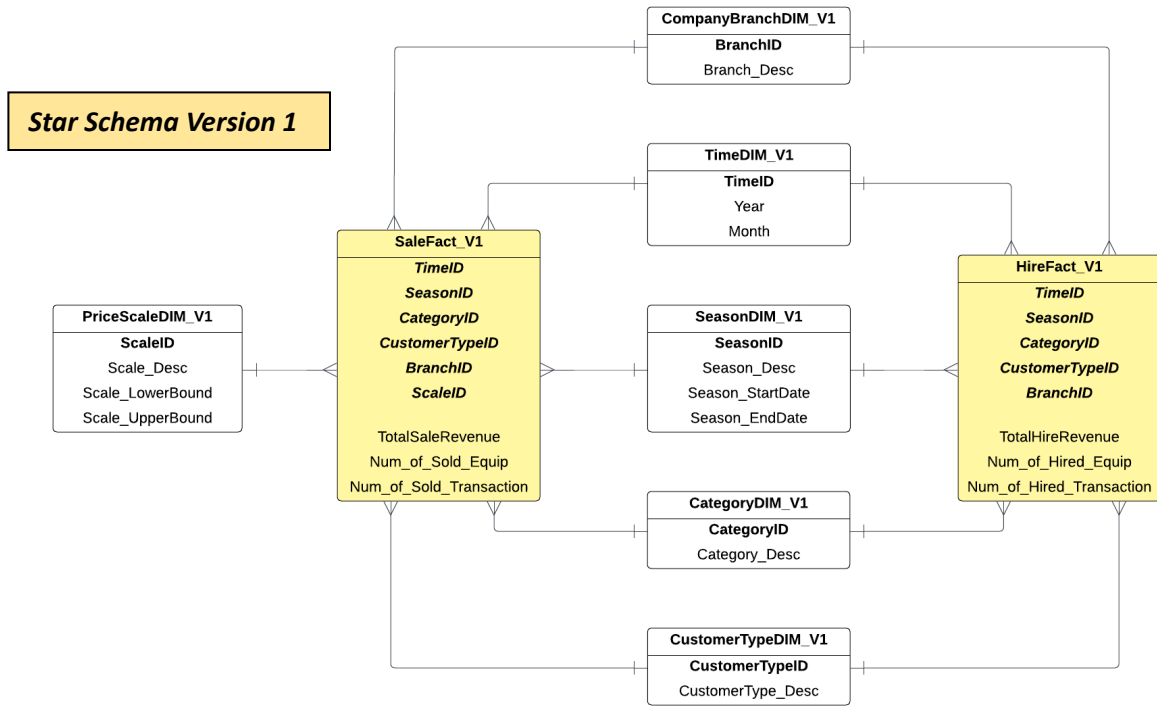 CompanyBranchDIM_V1
BranchID
Branch_Desc
Star Schema Version 1
TimeDIM_V1
TimeID
Year
Month
SaleFact_V1
TimeID
SeasonID
CategoryID
CustomerTypeID
BranchID
ScaleID
TotalSaleRevenue
Num_of_Sold_Equip
Num_of_Sold_Transaction
HireFact_V1
TimeID
SeasonID
CategoryID
CustomerTypeID
BranchID
TotalHireRevenue
Num_of_Hired_Equip
Num_of_Hired_Transaction
PriceScaleDIM_V1
ScaleID
Scale_Desc
Scale_LowerBound
Scale_UpperBound
SeasonDIM_V1
SeasonID
Season_Desc
Season_StartDate
Season_EndDate
CategoryDIM_V1
CategoryID
Category_Desc
CustomerTypeDIM_V1
CustomerTypeID
CustomerType_Desc